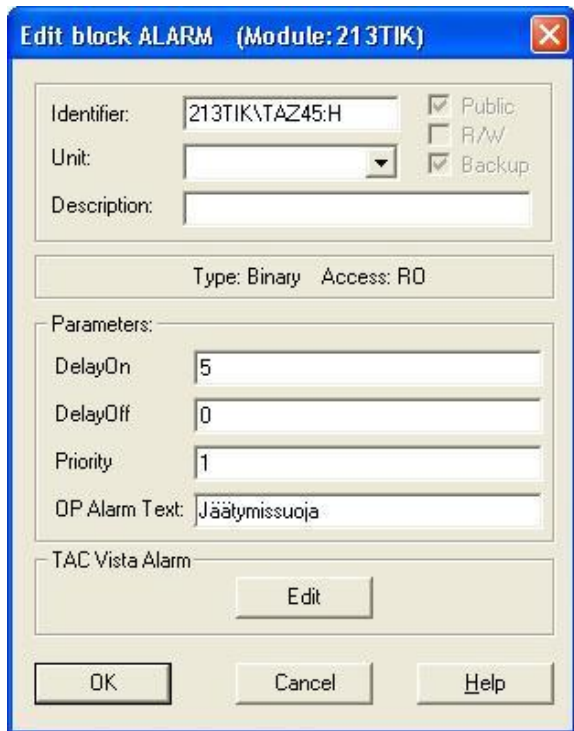 Edit block ALARM (Module:213TIK)
Identifier: 213TIK\TAZ45:H Public
R/W
Unit: Backup
Description:
Type: Binary Access: RO
Parameters:
DelayOn 5
DelayOff 0
Priority 1
OP Alarm Text: Jäätymissuoja
TAC Vista Alarm
Edit
OK Cancel Help